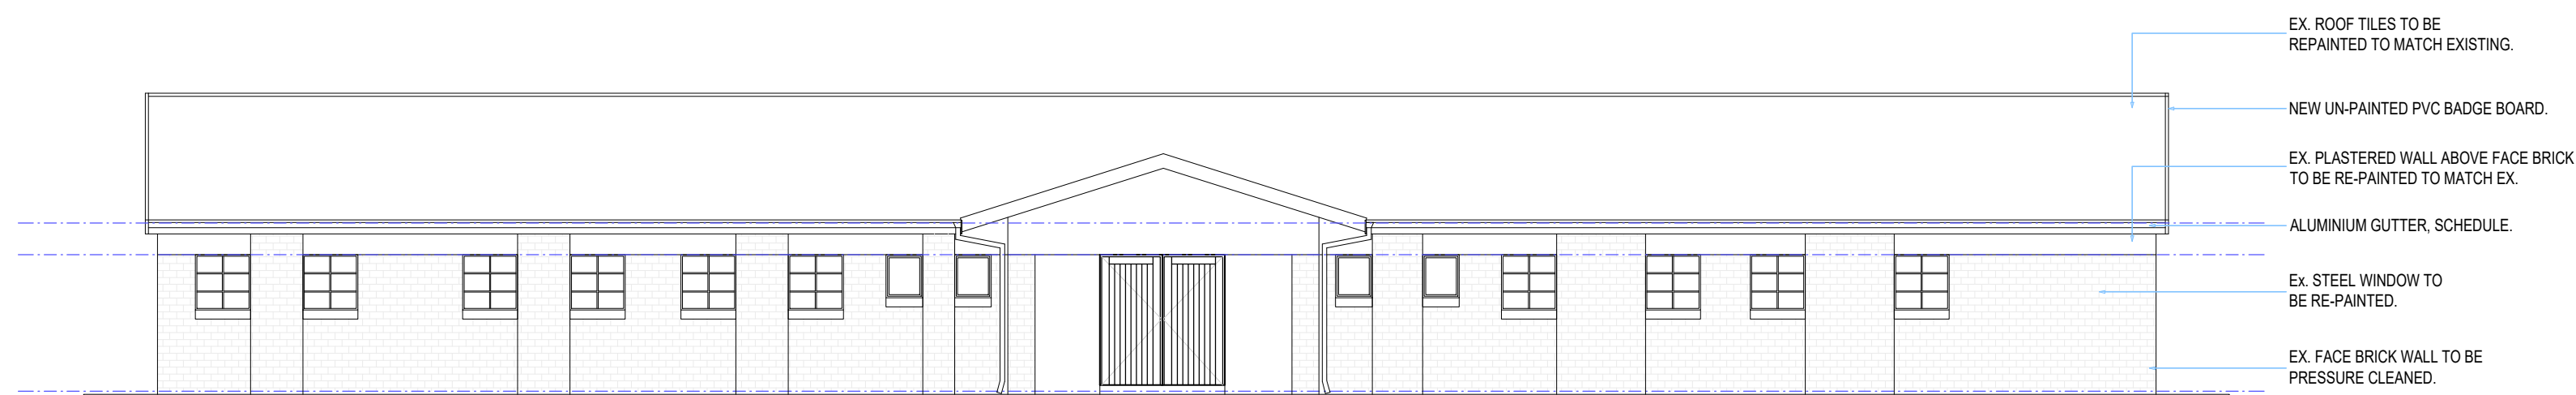 EX. ROOF TILES TO BE
REPAINTED TO MATCH EXISTING.
NEW UN-PAINTED PVC BADGE BOARD.
EX. PLASTERED WALL ABOVE FACE BRICK
TO BE RE-PAINTED TO MATCH EX.
ALUMINIUM GUTTER, SCHEDULE.
Ex. STEEL WINDOW TO
BE RE-PAINTED.
EX. FACE BRICK WALL TO BE
PRESSURE CLEANED.